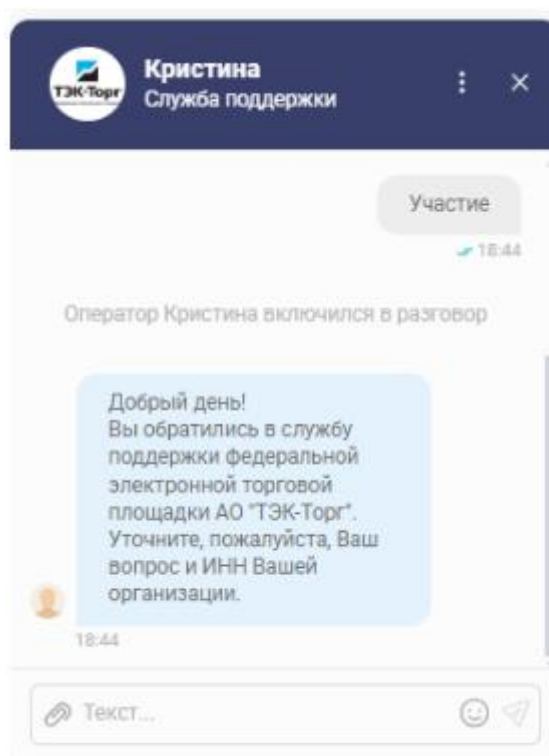 ТЭК-Торг
Кристина
Служба поддержки
Участие
18:44
Оператор Кристина включился в разговор
Добрый день!
Вы обратились в службу
поддержки федеральной
электронной торговой
площадки АО "ТЭК-Торг".
Уточните, пожалуйста, Ваш
вопрос и ИНН Вашей
организации.
18:44
Текст...